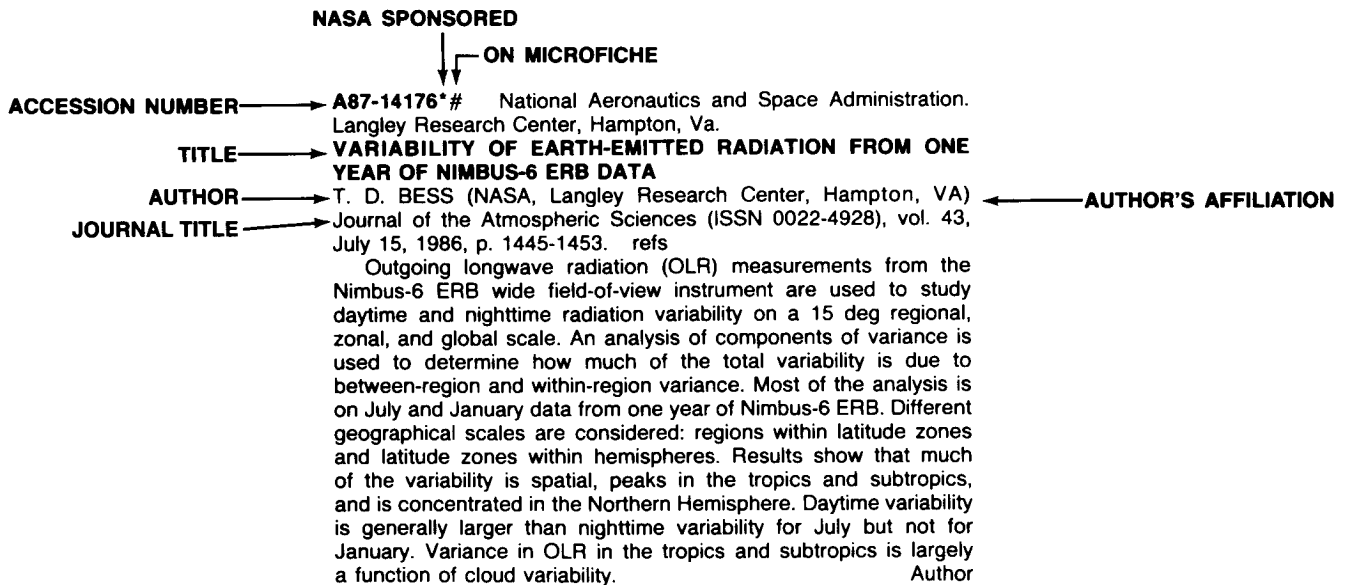 NASA SPONSORED
ON MICROFICHE
ACCESSION NUMBER A87-14176*# National Aeronautics and Space Administration.
Langley Research Center, Hampton, Va.
TITLE VARIABILITY OF EARTH-EMITTED RADIATION FROM ONE
YEAR OF NIMBUS-6 ERB DATA
AUTHOR T. D. BESS (NASA, Langley Research Center, Hampton, VA) AUTHOR'S AFFILIATION
JOURNAL TITLE Journal of the Atmospheric Sciences (ISSN 0022-4928), vol. 43,
July 15, 1986, p. 1445-1453. refs
Outgoing longwave radiation (OLR) measurements from the
Nimbus-6 ERB wide field-of-view instrument are used to study
daytime and nighttime radiation variability on a 15 deg regional,
zonal, and global scale. An analysis of components of variance is
used to determine how much of the total variability is due to
between-region and within-region variance. Most of the analysis is
on July and January data from one year of Nimbus-6 ERB. Different
geographical scales are considered: regions within latitude zones
and latitude zones within hemispheres. Results show that much
of the variability is spatial, peaks in the tropics and subtropics,
and is concentrated in the Northern Hemisphere. Daytime variability
is generally larger than nighttime variability for July but not for
January. Variance in OLR in the tropics and subtropics is largely
a function of cloud variability. Author